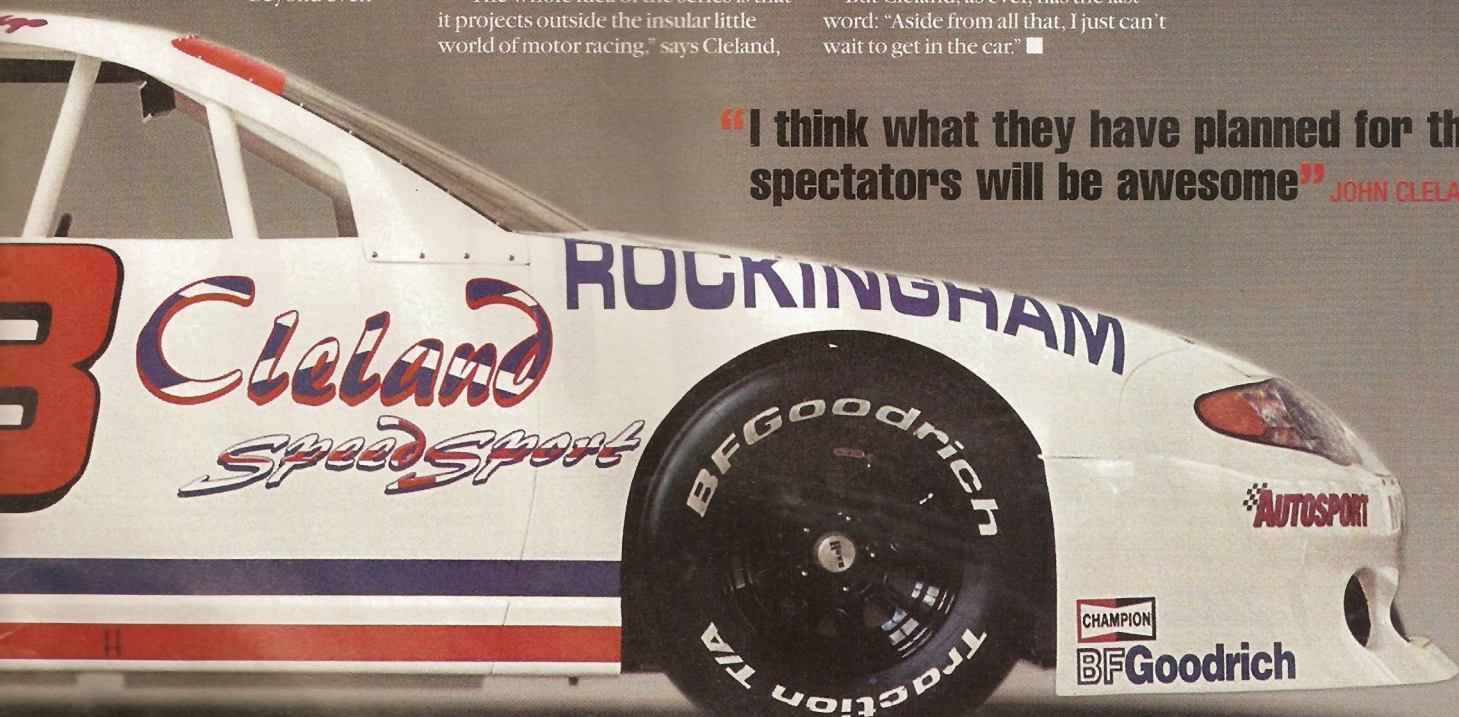 it projects outside the insular little
world of motor racing," says Cleland,
word: "Aside from all that, I just can't
wait to get in the car." ■
"I think what they have planned for th
spectators will be awesome" JOHN CLELA
ROCKINGHAM
Cleland
SpeedSport
8
BFGoodrich
Traction T/A
AUTOSPORT
CHAMPION
BFGoodrich